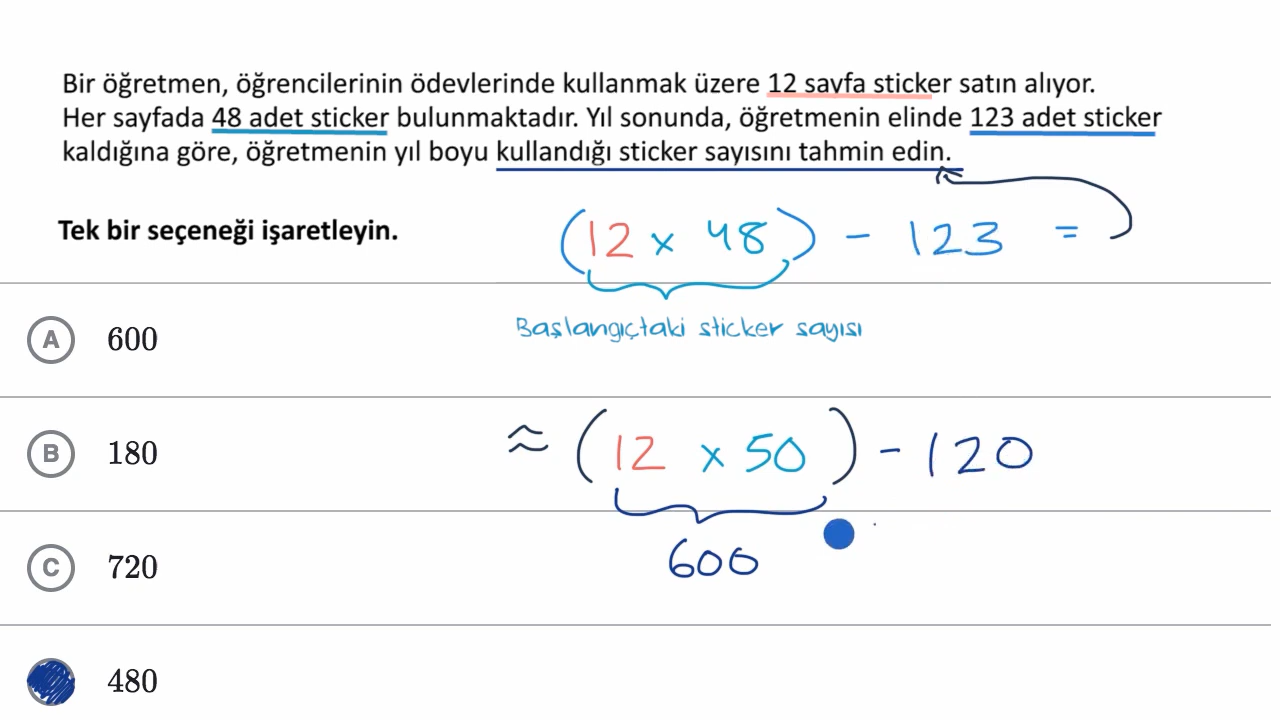 Bir öğretmen, öğrencilerinin ödevlerinde kullanmak üzere 12 sayfa sticker satın alıyor.
Her sayfada 48 adet sticker bulunmaktadır. Yıl sonunda, öğretmenin elinde 123 adet sticker
kaldığına göre, öğretmenin yıl boyu kullandığı sticker sayısını tahmin edin.
Tek bir seçeneği işaretleyin.
(12 x 48) - 123 =
Başlangıçtaki sticker sayısı
A 600
≈ (12 x 50) - 120
B 180
600
C 720
480